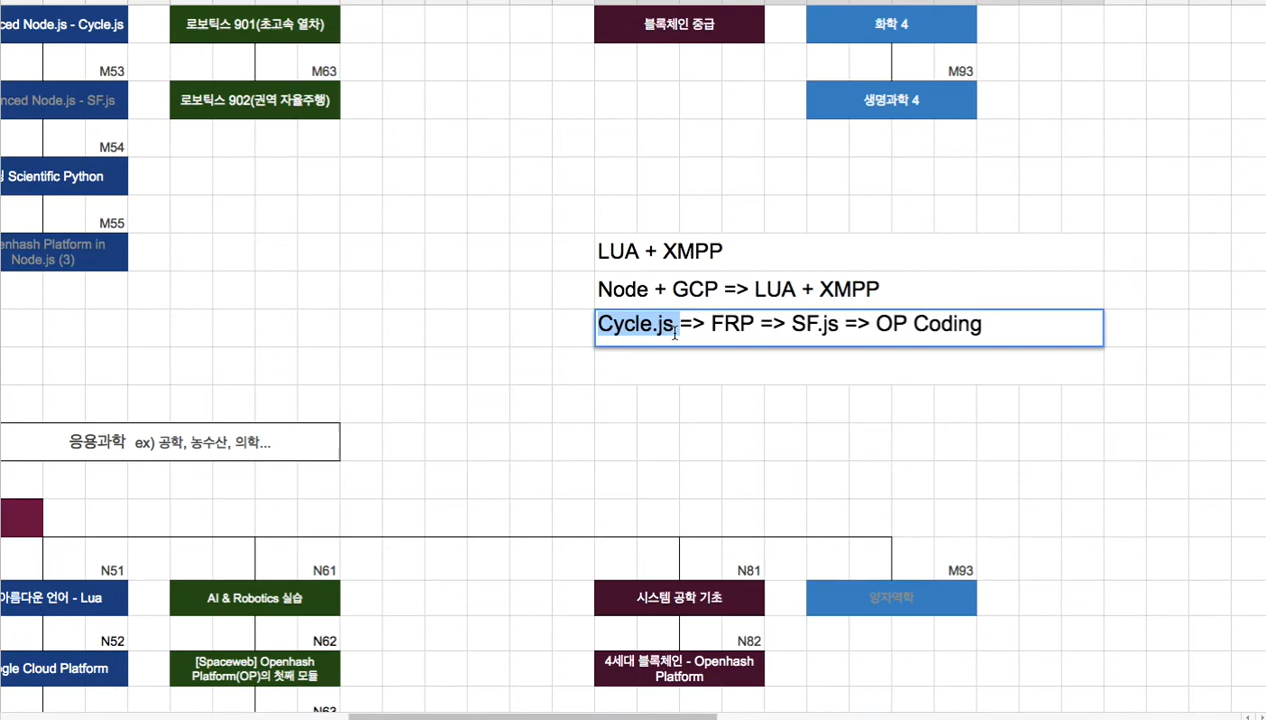 ced Node.js - Cycle.js
로보틱스 901(초고속 열차)
블록체인 중급
화학 4
M53
M63
M93
nced Node.js - SF.js
로보틱스 902(권역 자율주행)
생명과학 4
M54
Scientific Python
M55
enhash Platform in
Node.js (3)
LUA + XMPP
Node + GCP => LUA + XMPP
Cycle.js => FRP => SF.js => OP Coding
응용과학 ex) 공학, 농수산, 의학...
N51
N61
N81
M93
아름다운 언어 - Lua
AI & Robotics 실습
시스템 공학 기초
양자역학
N52
N62
N82
gle Cloud Platform
[Spaceweb] Openhash
Platform(OP)의 첫째 모듈
4세대 블록체인 - Openhash
Platform
N63